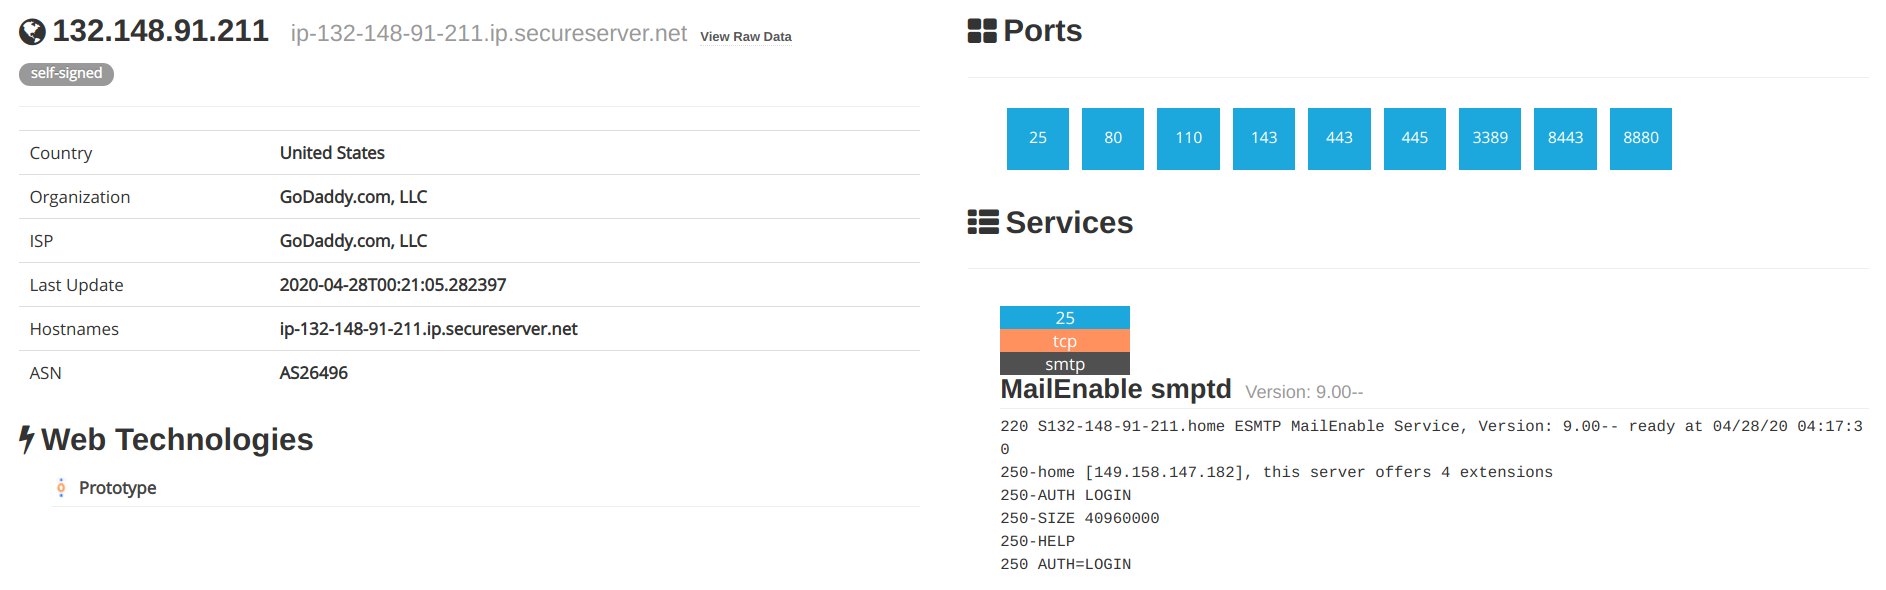 132.148.91.211 ip-132-148-91-211.ip.secureserver.net View Raw Data
self-signed
Country United States
Organization GoDaddy.com, LLC
ISP GoDaddy.com, LLC
Last Update 2020-04-28T00:21:05.282397
Hostnames ip-132-148-91-211.ip.secureserver.net
ASN AS26496
Web Technologies
Prototype
Ports
25 80 110 143 443 445 3389 8443 8880
Services
25
tcp
smtp
MailEnable smptd Version: 9.00--
220 S132-148-91-211.home ESMTP MailEnable Service, Version: 9.00-- ready at 04/28/20 04:17:3
0
250-home [149.158.147.182], this server offers 4 extensions
250-AUTH LOGIN
250-SIZE 40960000
250-HELP
250 AUTH=LOGIN